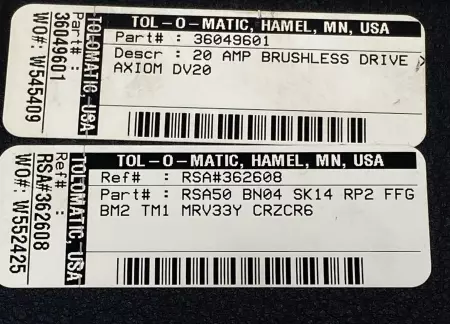 TOLOMATIC, USA
Part# :
36049601
WO#: W545409
TOL-O-MATIC, HAMEL, MN, USA
Part# : 36049601
Descr : 20 AMP BRUSHLESS DRIVE
AXIOM DV20
TOLOMATIC, USA
Ref# :
RSA#362608
WO#: W552425
TOL-O-MATIC, HAMEL, MN, USA
Ref# : RSA#362608
Part# : RSA50 BN04 SK14 RP2 FFG
BM2 TM1 MRV33Y CRZCR6